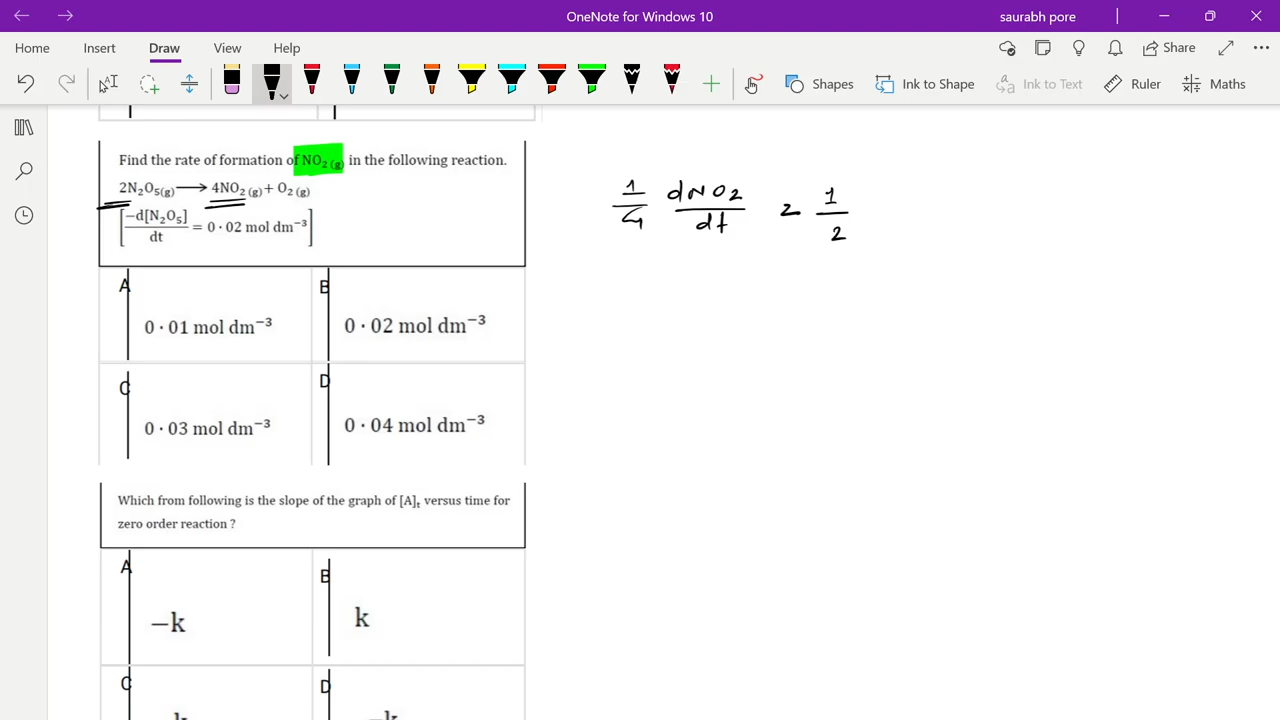 OneNote for Windows 10
saurabh pore
Home Insert Draw View Help
Share
Shapes Ink to Shape Ink to Text Ruler Maths
Find the rate of formation of NO₂ (g) in the following reaction.
2N₂O₅(g) ⟶ 4NO₂ (g) + O₂ (g)
[−d[N₂O₅]/dt = 0·02 mol dm⁻³]
A 0·01 mol dm⁻³
B 0·02 mol dm⁻³
C 0·03 mol dm⁻³
D 0·04 mol dm⁻³
1/4 dNO2/dt = 1/2
Which from following is the slope of the graph of [A]ₜ versus time for
zero order reaction ?
A −k
B k
C
D